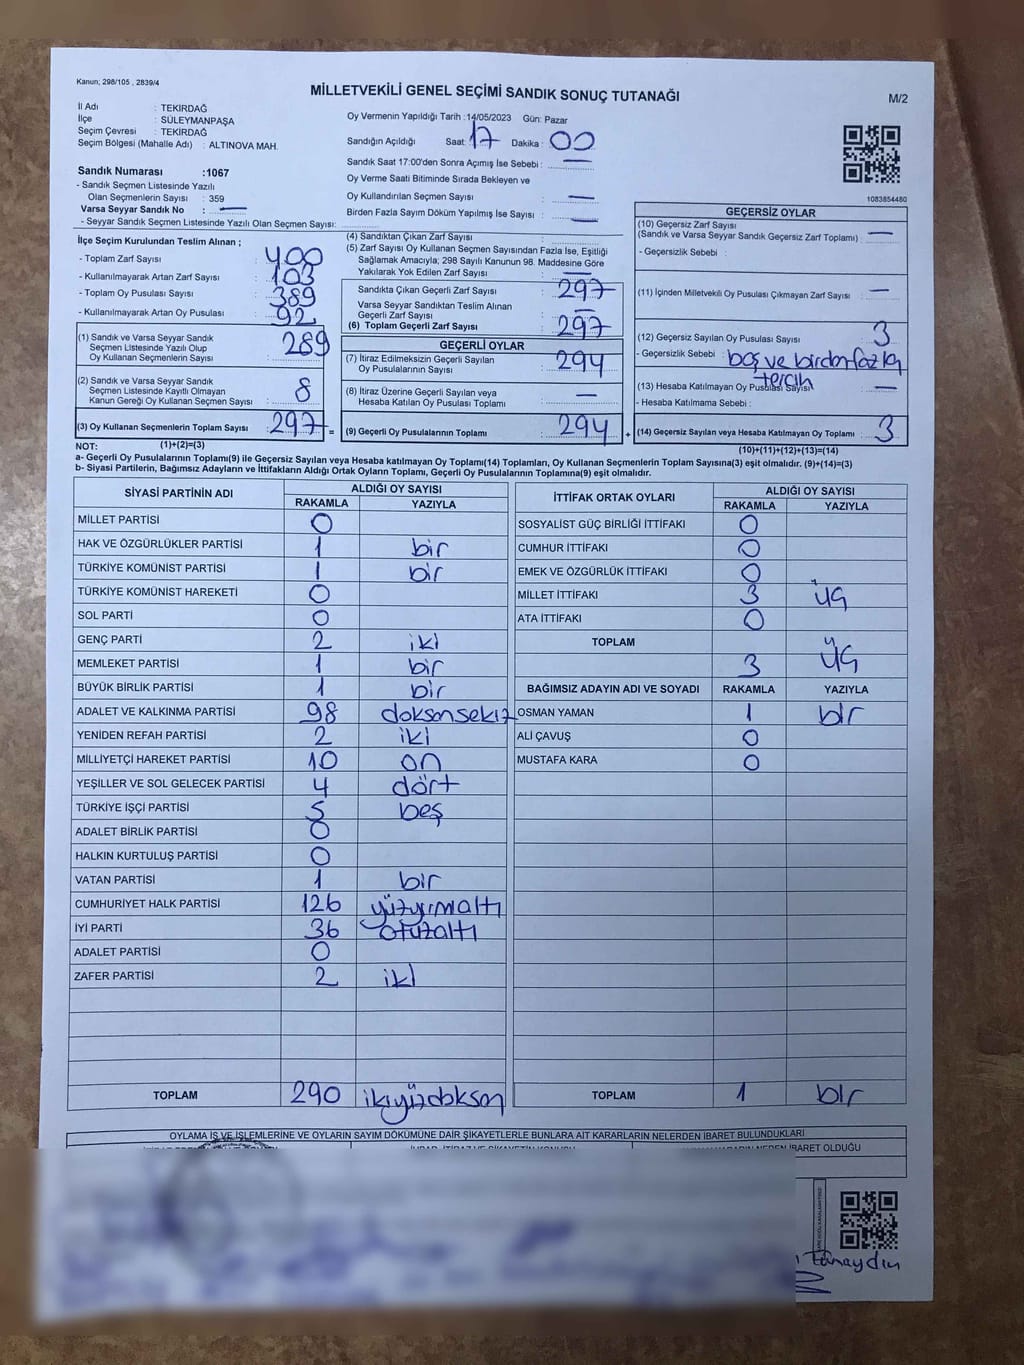 Kanun; 298/105 , 2839/4
MİLLETVEKİLİ GENEL SEÇİMİ SANDIK SONUÇ TUTANAĞI
M/2
İl Adı : TEKİRDAĞ
İlçe : SÜLEYMANPAŞA
Seçim Çevresi : TEKİRDAĞ
Seçim Bölgesi (Mahalle Adı) : ALTINOVA MAH.
Oy Vermenin Yapıldığı Tarih :14/05/2023 Gün: Pazar
Sandığın Açıldığı Saat: 17 Dakika: 00
Sandık Saat 17:00'den Sonra Açımış İse Sebebi : —
Oy Verme Saati Bitiminde Sırada Bekleyen ve
Oy Kullandırılan Seçmen Sayısı —
Birden Fazla Sayım Döküm Yapılmış İse Sayısı : —
1083854480
Sandık Numarası :1067
- Sandık Seçmen Listesinde Yazılı
Olan Seçmenlerin Sayısı : 359
Varsa Seyyar Sandık No : —
- Seyyar Sandık Seçmen Listesinde Yazılı Olan Seçmen Sayısı:
İlçe Seçim Kurulundan Teslim Alınan ;
- Toplam Zarf Sayısı : 400
- Kullanılmayarak Artan Zarf Sayısı : 103
- Toplam Oy Pusulası Sayısı : 389
- Kullanılmayarak Artan Oy Pusulası : 92
(1) Sandık ve Varsa Seyyar Sandık
Seçmen Listesinde Yazılı Olup
Oy Kullanan Seçmenlerin Sayısı : 289
(2) Sandık ve Varsa Seyyar Sandık
Seçmen Listesinde Kayıtlı Olmayan
Kanun Gereği Oy Kullanan Seçmen Sayısı : 8
(3) Oy Kullanan Seçmenlerin Toplam Sayısı : 297 =
(4) Sandıktan Çıkan Zarf Sayısı :
(5) Zarf Sayısı Oy Kullanan Seçmen Sayısından Fazla İse, Eşitliği
Sağlamak Amacıyla; 298 Sayılı Kanunun 98. Maddesine Göre
Yakılarak Yok Edilen Zarf Sayısı : —
Sandıkta Çıkan Geçerli Zarf Sayısı : 297
Varsa Seyyar Sandıktan Teslim Alınan
Geçerli Zarf Sayısı : —
(6) Toplam Geçerli Zarf Sayısı : 297
GEÇERLİ OYLAR
(7) İtiraz Edilmeksizin Geçerli Sayılan
Oy Pusulalarının Sayısı : 294
(8) İtiraz Üzerine Geçerli Sayılan veya
Hesaba Katılan Oy Pusulası Toplamı : —
(9) Geçerli Oy Pusulalarının Toplamı : 294 +
GEÇERSİZ OYLAR
(10) Geçersiz Zarf Sayısı
(Sandık ve Varsa Seyyar Sandık Geçersiz Zarf Toplamı) : —
- Geçersizlik Sebebi :
(11) İçinden Milletvekili Oy Pusulası Çıkmayan Zarf Sayısı : —
(12) Geçersiz Sayılan Oy Pusulası Sayısı : 3
- Geçersizlik Sebebi : boş ve birden fazla
tercih
(13) Hesaba Katılmayan Oy Pusulası Sayısı —
- Hesaba Katılmama Sebebi :
(14) Geçersiz Sayılan veya Hesaba Katılmayan Oy Toplamı : 3
NOT: (1)+(2)=(3)
(10)+(11)+(12)+(13)=(14)
a- Geçerli Oy Pusulalarının Toplamı(9) ile Geçersiz Sayılan veya Hesaba katılmayan Oy Toplamı(14) Toplamları, Oy Kullanan Seçmenlerin Toplam Sayısına(3) eşit olmalıdır. (9)+(14)=(3)
b- Siyasi Partilerin, Bağımsız Adayların ve İttifakların Aldığı Ortak Oyların Toplamı, Geçerli Oy Pusulalarının Toplamına(9) eşit olmalıdır.
SİYASİ PARTİNİN ADI ALDIĞI OY SAYISI
RAKAMLA YAZIYLA
MİLLET PARTİSİ 0
HAK VE ÖZGÜRLÜKLER PARTİSİ 1 bir
TÜRKİYE KOMÜNİST PARTİSİ 1 bir
TÜRKİYE KOMÜNİST HAREKETİ 0
SOL PARTİ 0
GENÇ PARTİ 2 iki
MEMLEKET PARTİSİ 1 bir
BÜYÜK BİRLİK PARTİSİ 1 bir
ADALET VE KALKINMA PARTİSİ 98 doksansekiz
YENİDEN REFAH PARTİSİ 2 iki
MİLLİYETÇİ HAREKET PARTİSİ 10 on
YEŞİLLER VE SOL GELECEK PARTİSİ 4 dört
TÜRKİYE İŞÇİ PARTİSİ 5 beş
ADALET BİRLİK PARTİSİ 0
HALKIN KURTULUŞ PARTİSİ 0
VATAN PARTİSİ 1 bir
CUMHURİYET HALK PARTİSİ 126 yüzyirmialtı
İYİ PARTİ 36 otuzaltı
ADALET PARTİSİ 0
ZAFER PARTİSİ 2 iki
TOPLAM 290 ikiyüzdoksan
İTTİFAK ORTAK OYLARI ALDIĞI OY SAYISI
RAKAMLA YAZIYLA
SOSYALİST GÜÇ BİRLİĞİ İTTİFAKI 0
CUMHUR İTTİFAKI 0
EMEK VE ÖZGÜRLÜK İTTİFAKI 0
MİLLET İTTİFAKI 3 üç
ATA İTTİFAKI 0
TOPLAM 3 üç
BAĞIMSIZ ADAYIN ADI VE SOYADI RAKAMLA YAZIYLA
OSMAN YAMAN 1 bir
ALİ ÇAVUŞ 0
MUSTAFA KARA 0
TOPLAM 1 bir
OYLAMA İŞ VE İŞLEMLERİNE VE OYLARIN SAYIM DÖKÜMÜNE DAİR ŞİKAYETLERLE BUNLARA AİT KARARLARIN NELERDEN İBARET BULUNDUKLARI
NEDEN İBARET OLDUĞU
Tanaydın